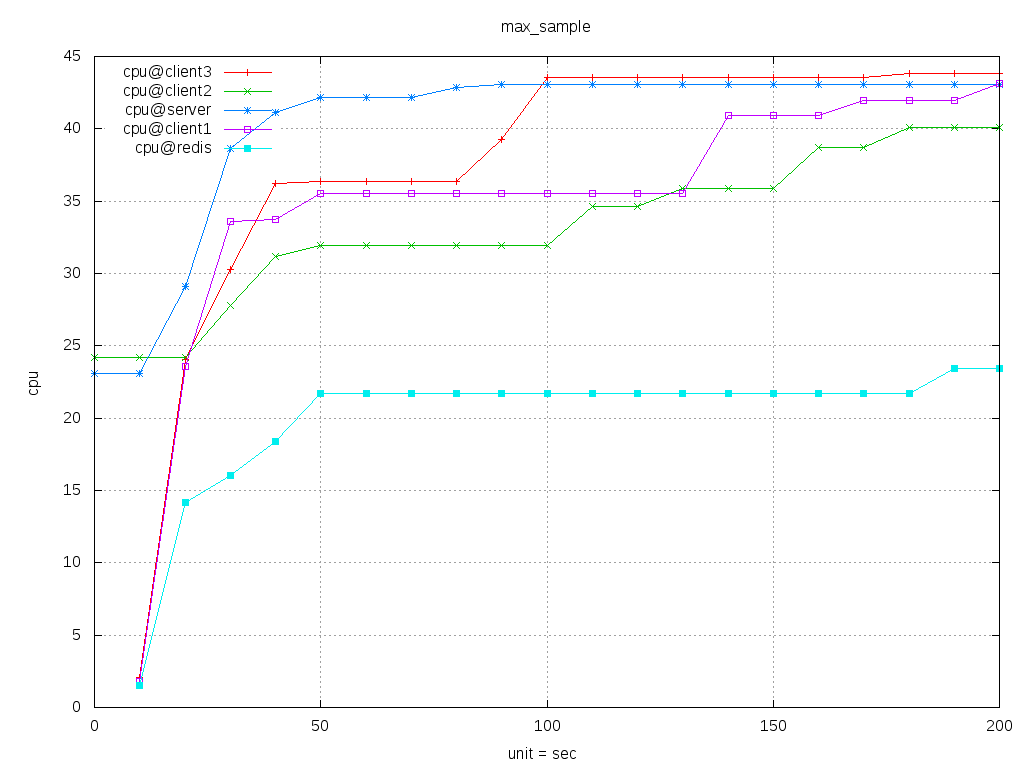 max_sample
45
40
35
30
25
20
15
10
5
0
cpu@client3
cpu@client2
cpu@server
cpu@client1
cpu@redis
cpu
0 50 100 150 200
unit = sec